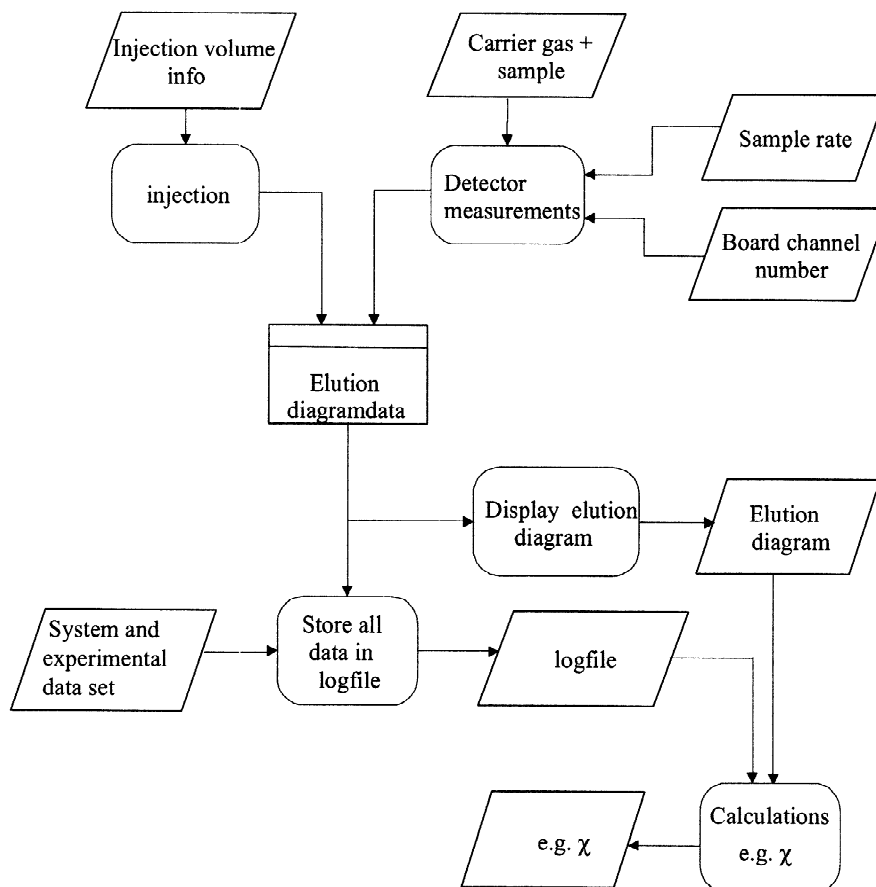 Injection volume
info
Carrier gas +
sample
Sample rate
injection
Detector
measurements
Board channel
number
Elution
diagramdata
Display elution
diagram
Elution
diagram
System and
experimental
data set
Store all
data in
logfile
logfile
Calculations
e.g. χ
e.g. χ